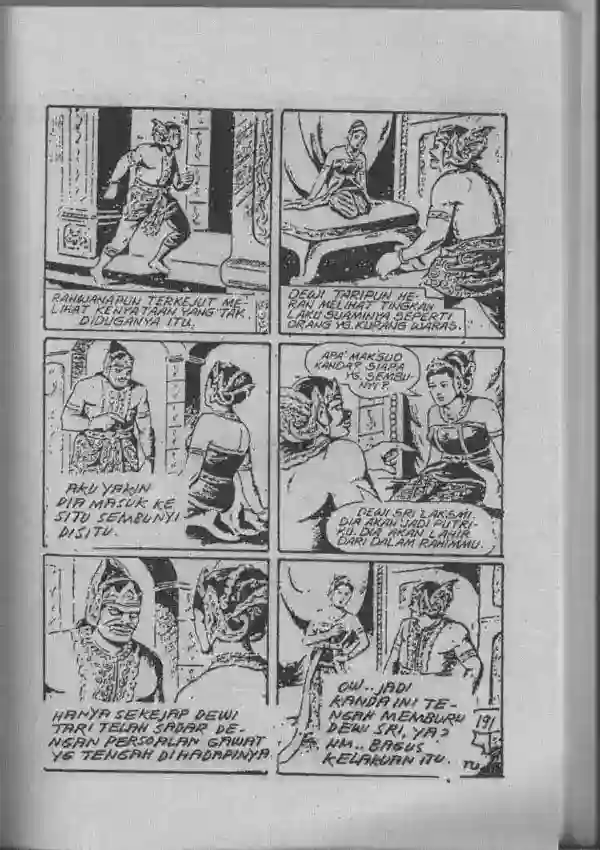 RAHWANAPUN TERKEJUT ME-
LIHAT KENYATAAN YANG TAK
DIDUGANYA ITU.
DEWI TARIPUN HE-
RAN MELIHAT TINGKAH
LAKU SUAMINYA SEPERTI
ORANG YG. KURANG WARAS.
AKU YAKIN
DIA MASUK KE
SITU SEMBUNYI
DISITU.
APA MAKSUD
KANDA? SIAPA
YG. SEMBU-
NYI?
DEWI SRI LAKSMI.
DIA AKAN JADI PUTRI-
KU. DIA AKAN LAHIR
DARI DALAM RAHIMMU.
HANYA SEKEJAP DEWI
TARI TELAH SADAR DE-
NGAN PERSOALAN GAWAT
YG TENGAH DIHADAPINYA
OW.. JADI
KANDA INI TE-
NGAH MEMBURU
DEWI SRI, YA?
HM.. BAGUS
KELAKUAN ITU.
191